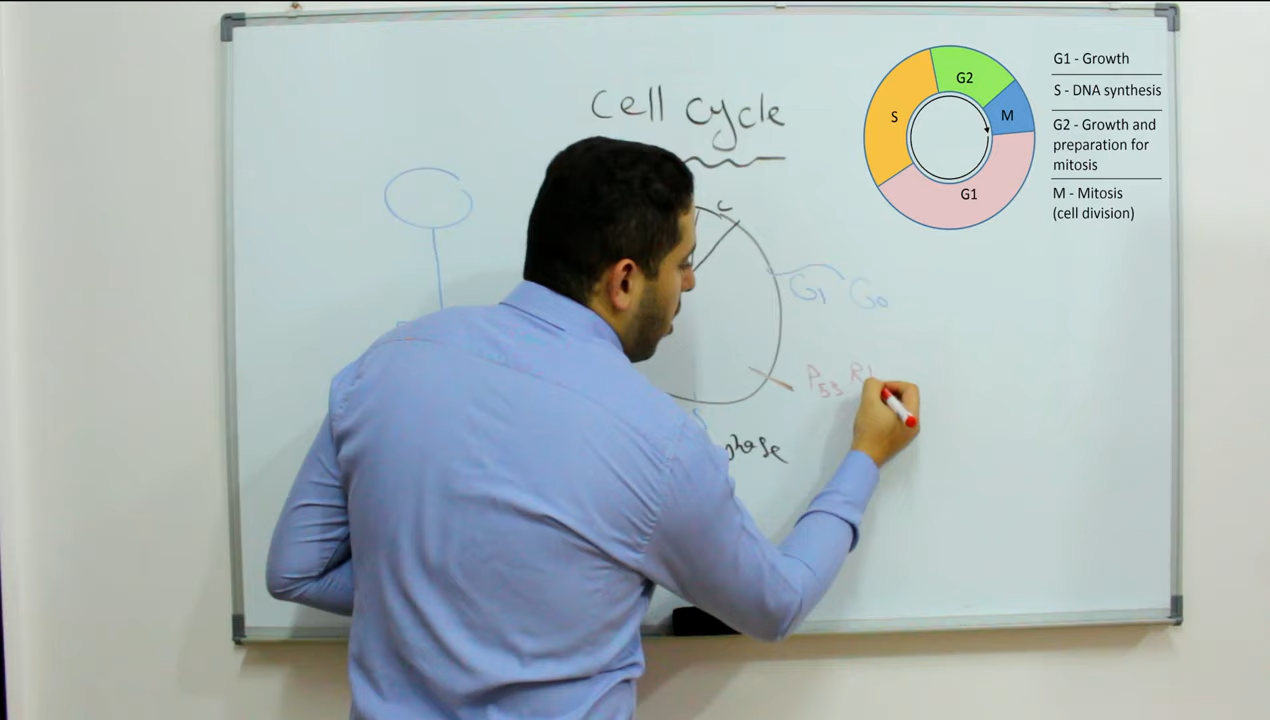 cell cycle
C
G1 G0
P53 R
phase
G2
S
M
G1
G1 - Growth
S - DNA synthesis
G2 - Growth and
preparation for
mitosis
M - Mitosis
(cell division)